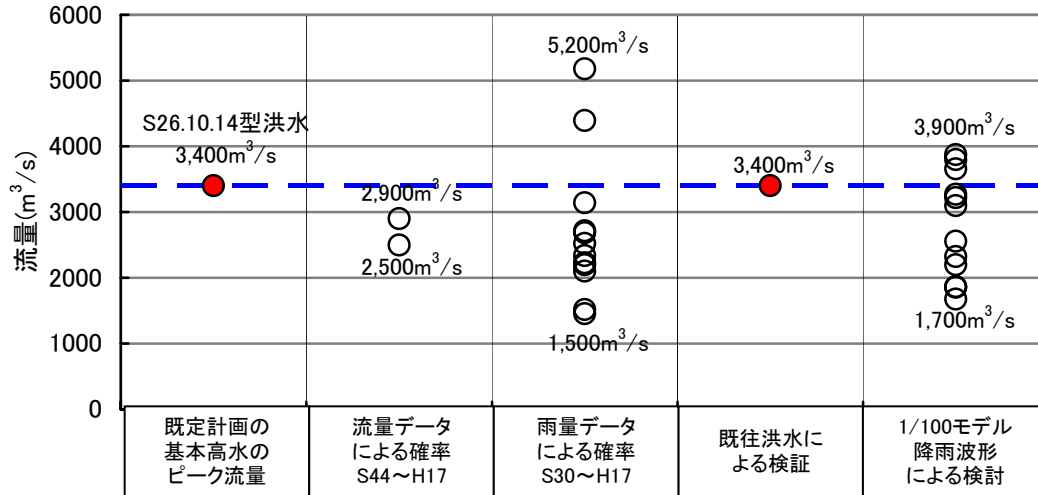 6000
5000
4000
3000
2000
1000
0
流量(m³/s)
S26.10.14型洪水
3,400m³/s
2,900m³/s
2,500m³/s
5,200m³/s
1,500m³/s
3,400m³/s
3,900m³/s
1,700m³/s
既定計画の
基本高水の
ピーク流量
流量データ
による確率
S44～H17
雨量データ
による確率
S30～H17
既往洪水に
よる検証
1/100モデル
降雨波形
による検討